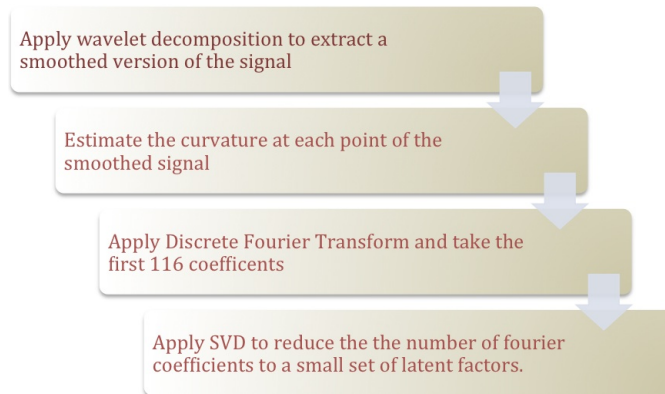 Apply wavelet decomposition to extract a
smoothed version of the signal
Estimate the curvature at each point of the
smoothed signal
Apply Discrete Fourier Transform and take the
first 116 coefficents
Apply SVD to reduce the the number of fourier
coefficients to a small set of latent factors.